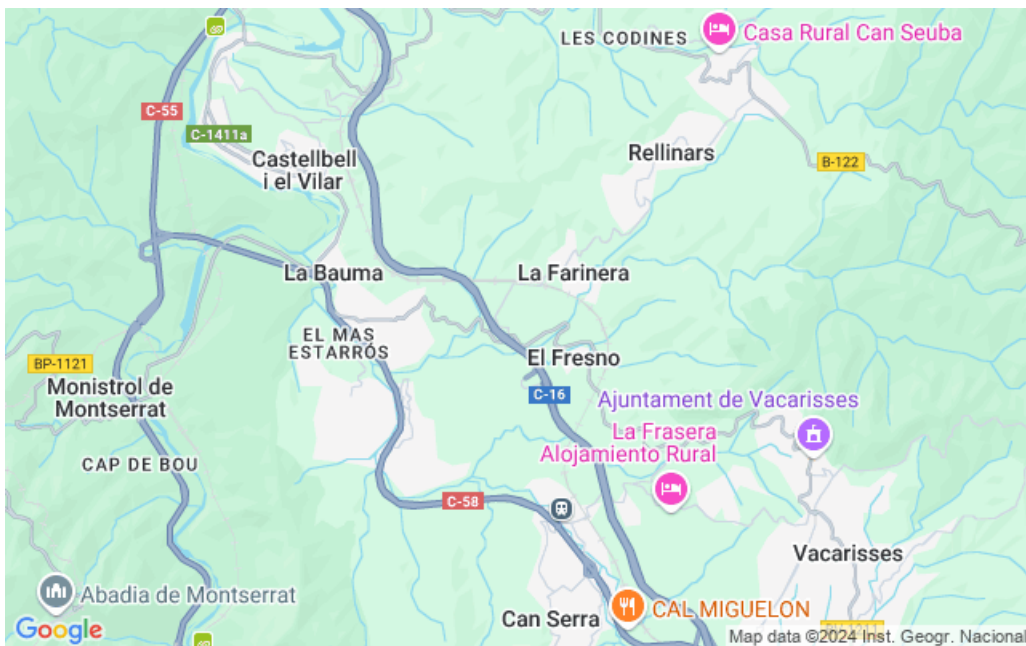 LES CODINES
Casa Rural Can Seuba
C-55
C-1411a
Castellbell
i el Vilar
Rellinars
B-122
La Bauma
La Farinera
EL MAS
ESTARRÓS
El Fresno
BP-1121
Monistrol de
Montserrat
C-16
Ajuntament de Vacarisses
La Frasera
Alojamiento Rural
CAP DE BOU
C-58
Vacarisses
Abadia de Montserrat
Can Serra
CAL MIGUELON
Google
Map data ©2024 Inst. Geogr. Nacional